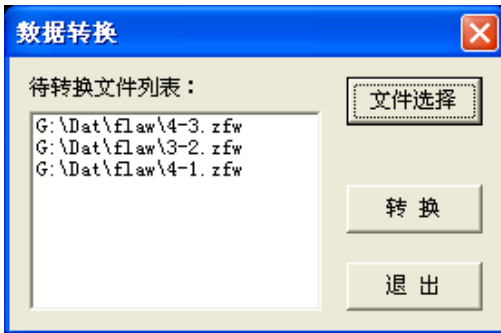 数据转换
待转换文件列表：
文件选择
G:\Dat\flaw\4-3.zfw
G:\Dat\flaw\3-2.zfw
G:\Dat\flaw\4-1.zfw
转 换
退 出